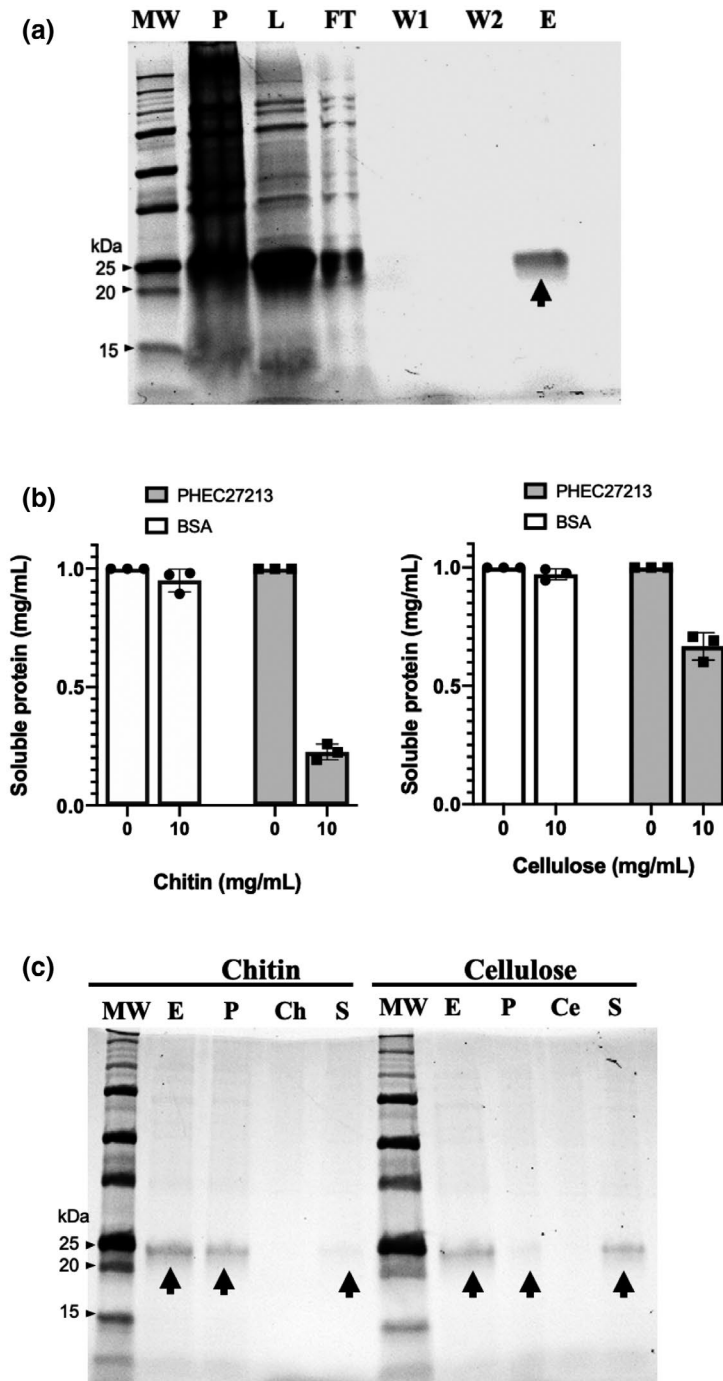 (a)
MW P L FT W1 W2 E
kDa
25
20
15
(b)
PHEC27213
BSA
Soluble protein (mg/mL)
1.0
0.5
0.0
0 10 0 10
Chitin (mg/mL)
PHEC27213
BSA
Soluble protein (mg/mL)
1.0
0.5
0.0
0 10 0 10
Cellulose (mg/mL)
(c)
Chitin Cellulose
MW E P Ch S MW E P Ce S
kDa
25
20
15